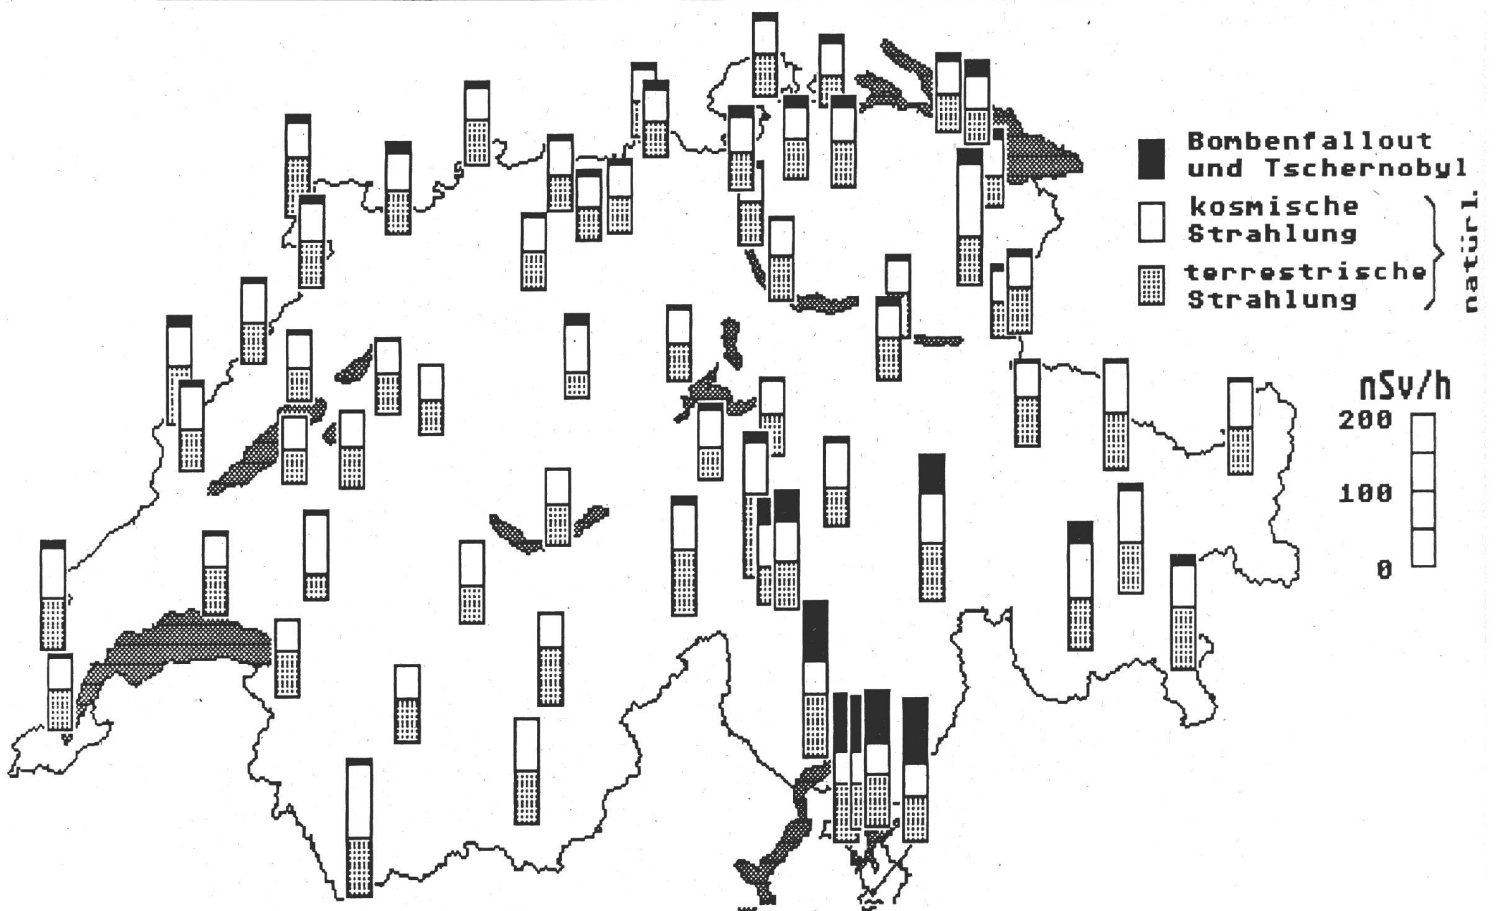 Bombenfallout
und Tschernobyl
kosmische
Strahlung
terrestrische
Strahlung
natürl.
nSv/h
200
100
0